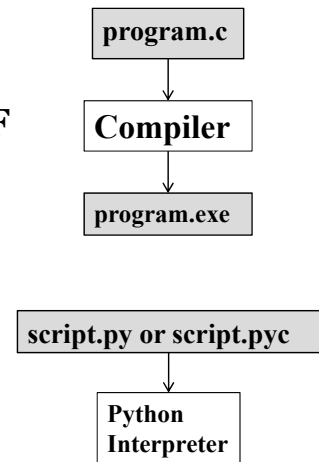 program.c
F
Compiler
program.exe
script.py or script.pyc
Python
Interpreter